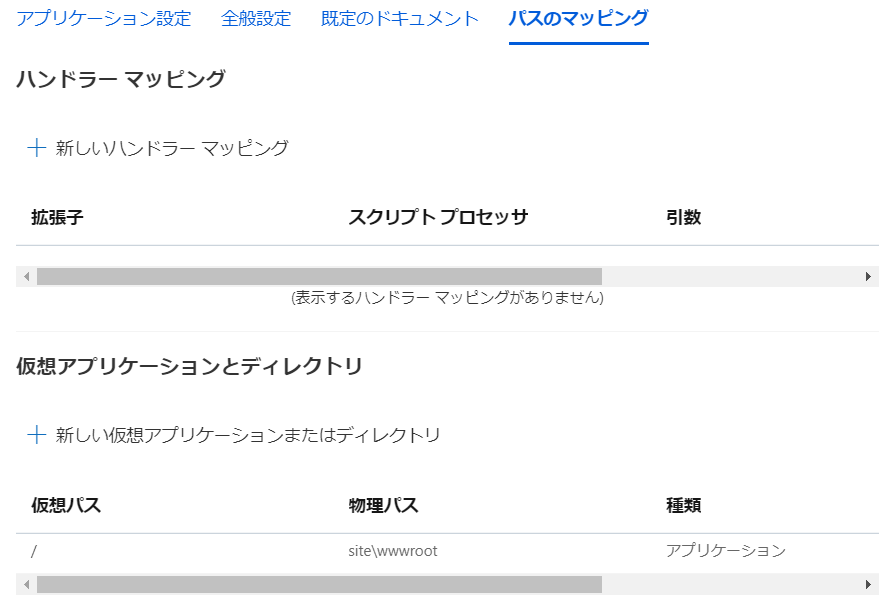 アプリケーション設定 全般設定 既定のドキュメント パスのマッピング
ハンドラー マッピング
新しいハンドラー マッピング
拡張子 スクリプト プロセッサ 引数
(表示するハンドラー マッピングがありません)
仮想アプリケーションとディレクトリ
新しい仮想アプリケーションまたはディレクトリ
仮想パス 物理パス 種類
/ site\wwwroot アプリケーション